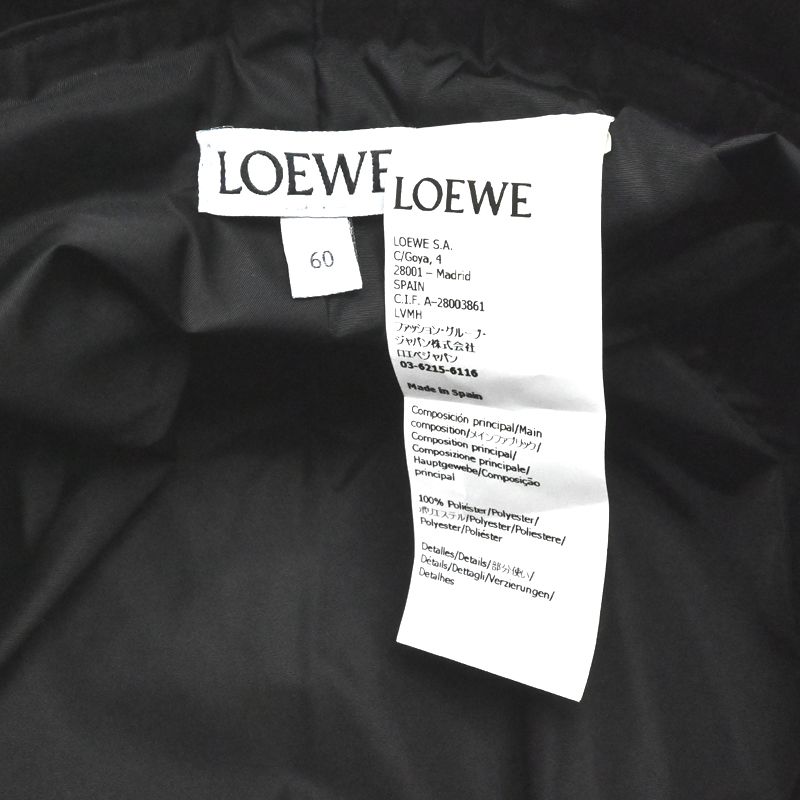 LOEWE
60
LOEWE
LOEWE S.A.
C/Goya, 4
28001 - Madrid
SPAIN
C.I.F. A-28003861
LVMH
ファッション・グループ・
ジャパン株式会社
ロエベジャパン
03-6215-6116
Made in Spain
Composición principal/Main
composition/メインファブリック/
Composition principal/
Composizione principale/
Hauptgewebe/Composição
principal
100% Poliéster/Polyester/
ポリエステル/Polyester/Poliestere/
Polyester/Poliéster
Detalles/Details/部分使い/
Détails/Dettagli/Verzierungen/
Detalhes